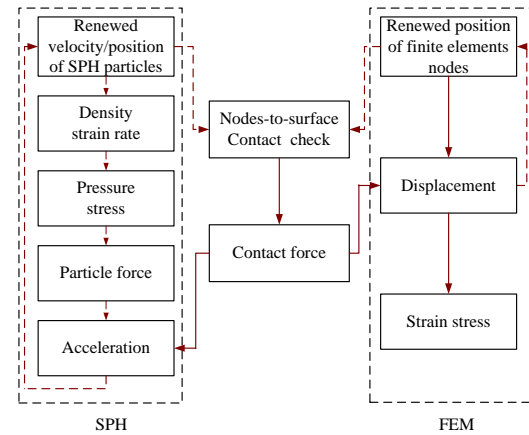 Renewed
velocity/position
of SPH particles
Density
strain rate
Pressure
stress
Particle force
Acceleration
SPH
Nodes-to-surface
Contact check
Contact force
Renewed position
of finite elements
nodes
Displacement
Strain stress
FEM